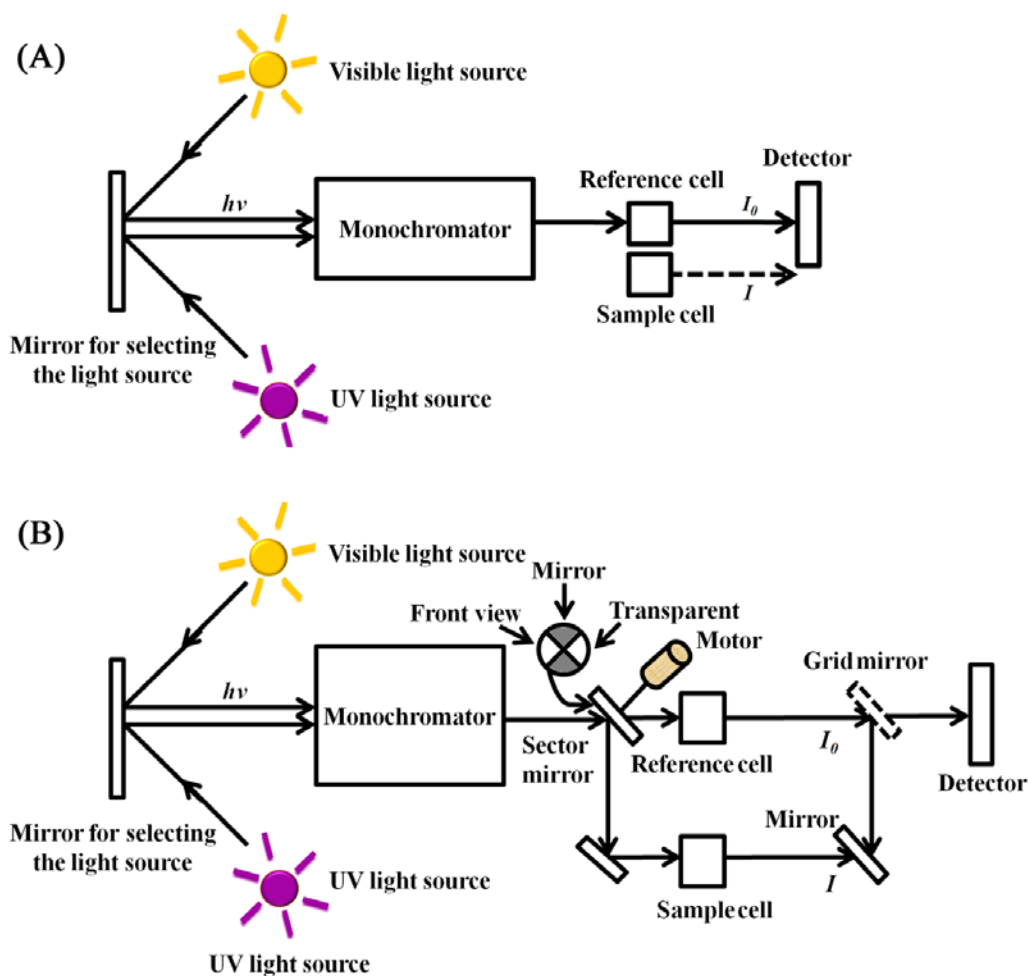 (A)
Visible light source
hv
Monochromator
Reference cell
I0
Detector
I
Sample cell
Mirror for selecting
the light source
UV light source
(B)
Visible light source
Mirror
Front view
Transparent
Motor
Grid mirror
hv
Monochromator
Sector
mirror
Reference cell
I0
Detector
Mirror for selecting
the light source
Mirror
I
UV light source
Sample cell
UV light source